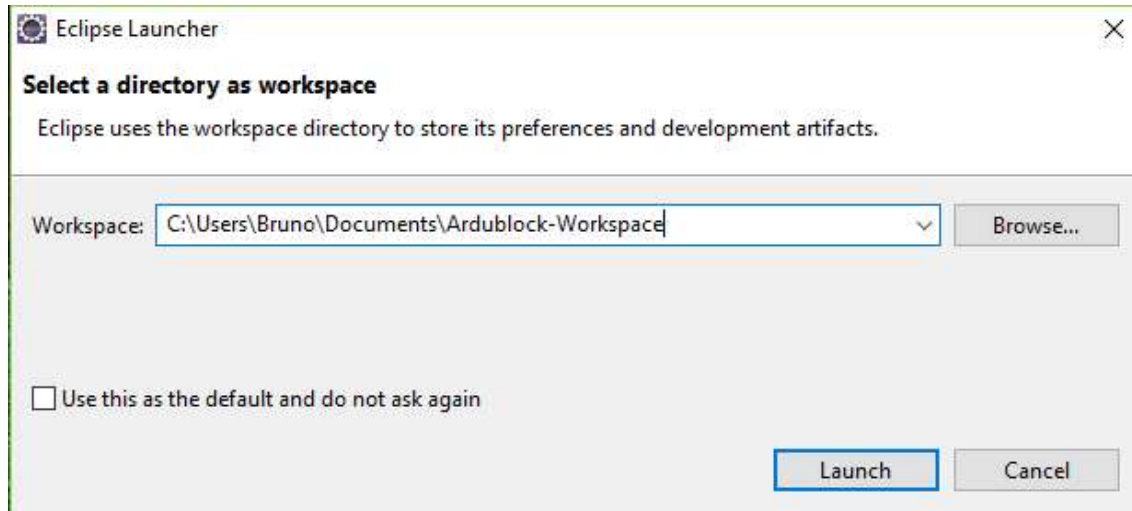 Eclipse Launcher
Select a directory as workspace
Eclipse uses the workspace directory to store its preferences and development artifacts.
Workspace: C:\Users\Bruno\Documents\Ardublock-Workspace Browse...
Use this as the default and do not ask again
Launch Cancel